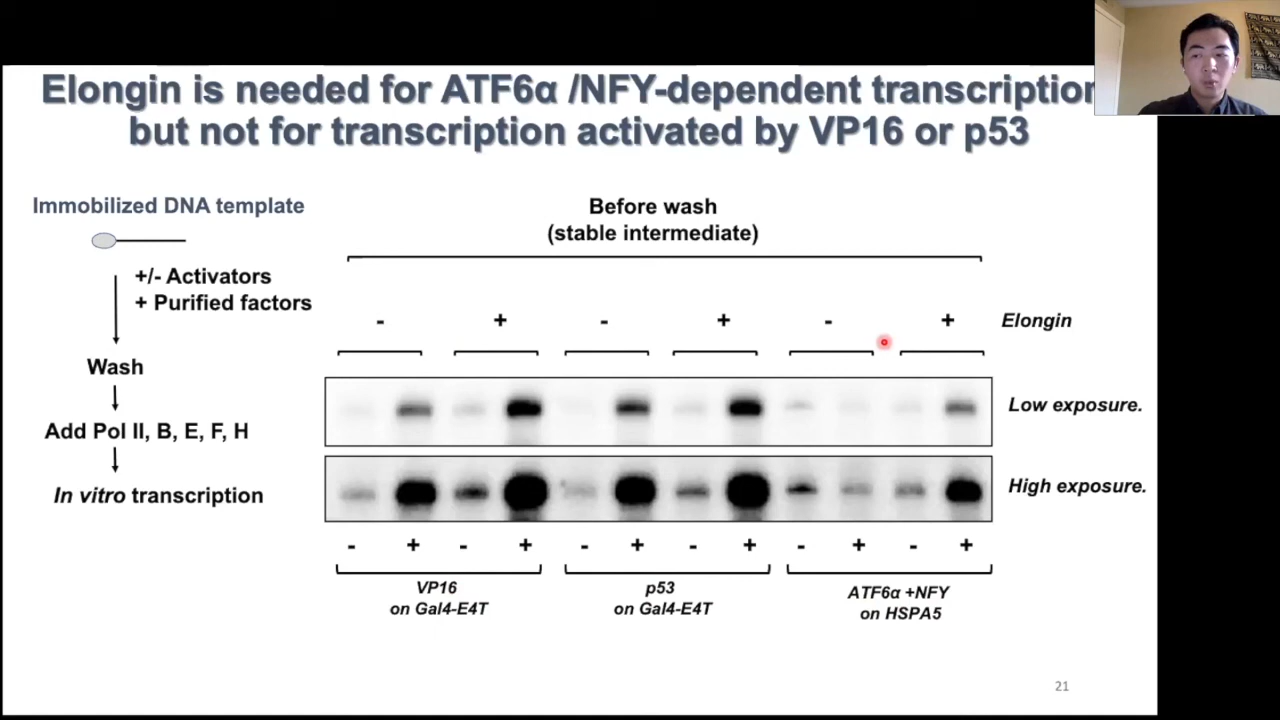 Elongin is needed for ATF6α /NFY-dependent transcription
but not for transcription activated by VP16 or p53
Immobilized DNA template
+/- Activators
+ Purified factors
Wash
Add Pol II, B, E, F, H
In vitro transcription
Before wash
(stable intermediate)
- + - + - + Elongin
Low exposure.
High exposure.
- + - + - + - + - + - +
VP16
on Gal4-E4T
p53
on Gal4-E4T
ATF6α +NFY
on HSPA5
21